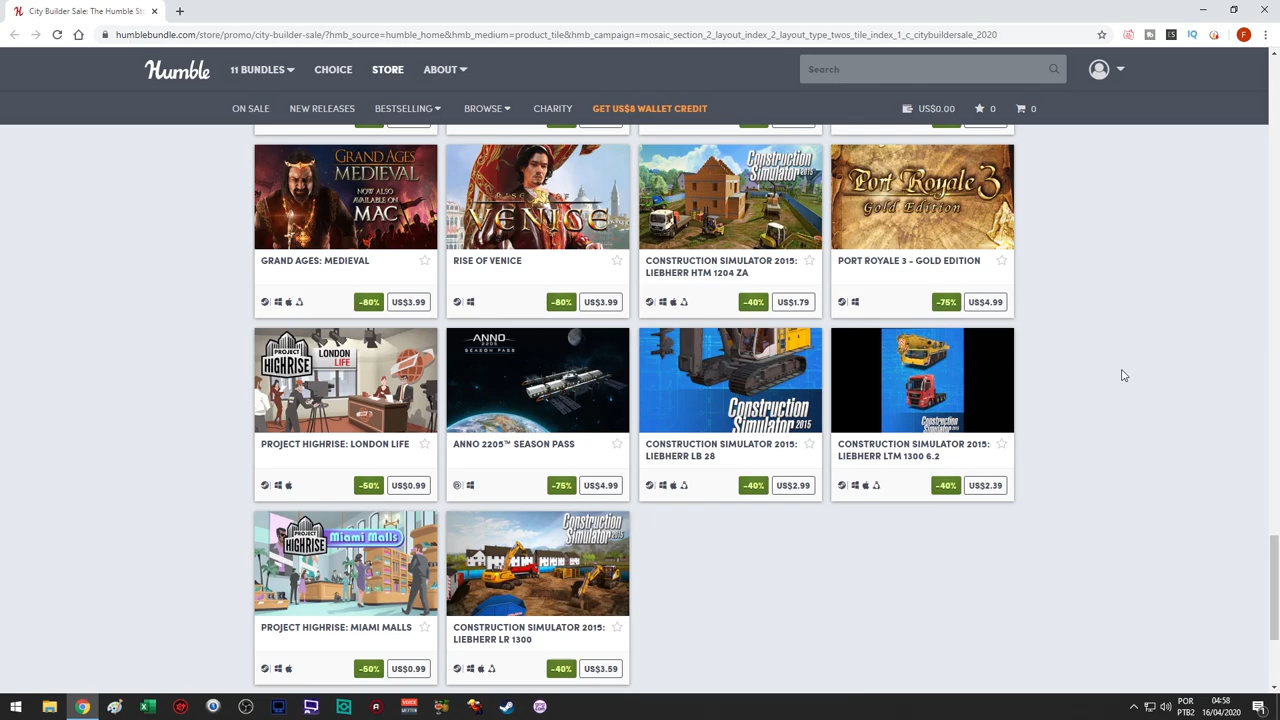 City Builder Sale: The Humble St
humblebundle.com/store/promo/city-builder-sale/?hmb_source=humble_home&hmb_medium=product_tile&hmb_campaign=mosaic_section_2_layout_index_2_layout_type_twos_tile_index_1_c_citybuildersale_2020
F
Humble
11 BUNDLES
CHOICE
STORE
ABOUT
Search
ON SALE
NEW RELEASES
BESTSELLING
BROWSE
CHARITY
GET US$8 WALLET CREDIT
US$0.00
0
0
GRAND AGES
MEDIEVAL
NOW ALSO
AVAILABLE ON
MAC
RISE OF
VENICE
Construction
Simulator 2015
Port Royale 3
Gold Edition
GRAND AGES: MEDIEVAL
RISE OF VENICE
CONSTRUCTION SIMULATOR 2015:
LIEBHERR HTM 1204 ZA
PORT ROYALE 3 - GOLD EDITION
-80%
US$3.99
-80%
US$3.99
-40%
US$1.79
-75%
US$4.99
PROJECT
HIGHRISE
LONDON
LIFE
ANNO
2205
SEASON PASS
Construction
Simulator 2015
Construction
2015
PROJECT HIGHRISE: LONDON LIFE
ANNO 2205™ SEASON PASS
CONSTRUCTION SIMULATOR 2015:
LIEBHERR LB 28
CONSTRUCTION SIMULATOR 2015:
LIEBHERR LTM 1300 6.2
-50%
US$0.99
-75%
US$4.99
-40%
US$2.99
-40%
US$2.39
PROJECT
HIGHRISE
Miami Malls
Construction
Simulator 2015
PROJECT HIGHRISE: MIAMI MALLS
CONSTRUCTION SIMULATOR 2015:
LIEBHERR LR 1300
-50%
US$0.99
-40%
US$3.59
POR
PTB2
04:58
16/04/2020